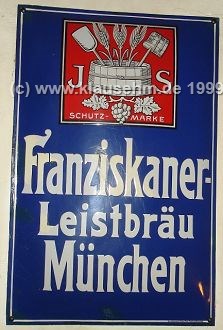 J S
(c) www.klausehm.de 1999
SCHUTZ-MARKE
Franziskaner-
Leistbräu
München